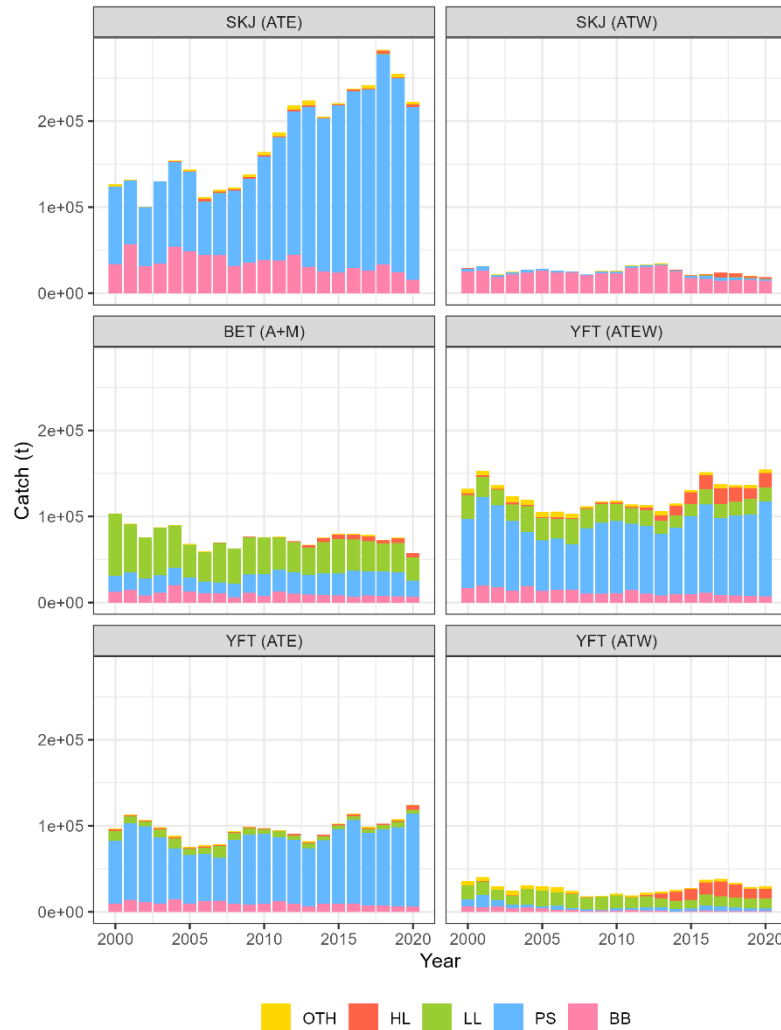 SKJ (ATE)
SKJ (ATW)
2e+05
1e+05
0e+00
BET (A+M)
YFT (ATEW)
2e+05
1e+05
0e+00
Catch (t)
YFT (ATE)
YFT (ATW)
2e+05
1e+05
0e+00
2000 2005 2010 2015 2020 2000 2005 2010 2015 2020
Year
OTH HL LL PS BB